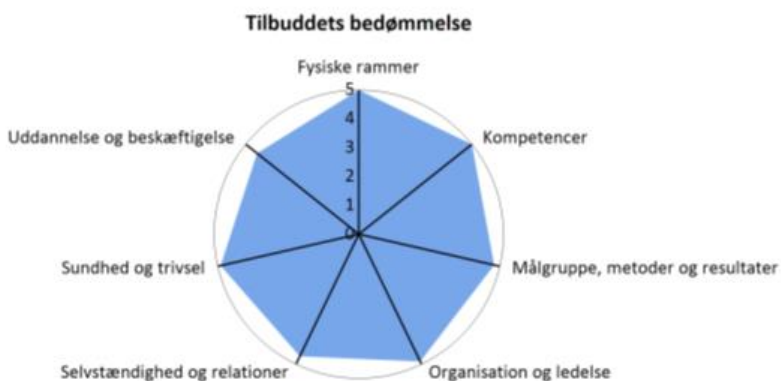 Tilbuddets bedømmelse
Fysiske rammer
5
4
3
2
1
0
Uddannelse og beskæftigelse
Kompetencer
Sundhed og trivsel
Målgruppe, metoder og resultater
Selvstændighed og relationer
Organisation og ledelse